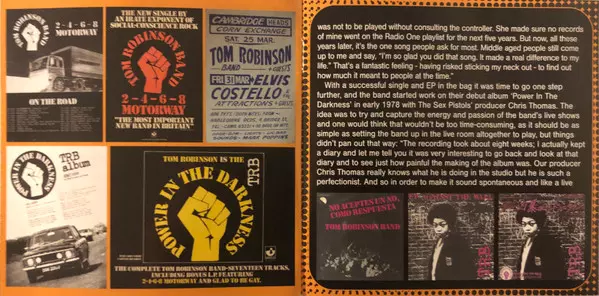 2-4-6-8
MOTORWAY
ON THE ROAD
THE NEW SINGLE BY
AN IRATE EXPONENT OF
SOCIAL-CONSCIENCE ROCK
TOM ROBINSON BAND
2-4-6-8
MOTORWAY
"THE MOST IMPORTANT
NEW BAND IN BRITAIN"
CAMBRIDGE HEADS
CORN EXCHANGE
SAT. 25 MAR.
TOM ROBINSON
BAND + GUESTS
FRI 31 MAR ELVIS
COSTELLO & THE
ATTRACTIONS + GUESTS
TRB
album
TOM ROBINSON IS THE TRB
POWER IN THE DARKNESS
THE COMPLETE TOM ROBINSON BAND-SEVENTEEN TRACKS,
INCLUDING BONUS L.P. FEATURING
2-4-6-8 MOTORWAY AND GLAD TO BE GAY.
was not to be played without consulting the controller. She made sure no records
of mine went on the Radio One playlist for the next five years. But now, all these
years later, it's the one song people ask for most. Middle aged people still come
up to me and say, "I'm so glad you did that song. It made a real difference to my
life." That's a fantastic feeling - having risked sticking my neck out - to find out
how much it meant to people at the time."
With a successful single and EP in the bag it was time to go one step
further, and the band started work on their debut album 'Power In The
Darkness' in early 1978 with The Sex Pistols' producer Chris Thomas. The
idea was to try and capture the energy and passion of the band's live shows
and one would think that wouldn't be too time-consuming, as it should be as
simple as setting the band up in the live room altogether to play, but things
didn't pan out that way: "The recording took about eight weeks; I actually kept
a diary and let me tell you it was very interesting to go back and look at that
diary and to see just how painful the making of the album was. Our producer
Chris Thomas really knows what he is doing in the studio but he is such a
perfectionist. And so in order to make it sound spontaneous and like a live
NO ACEPTES UN NO,
COMO RESPUESTA
TOM ROBINSON BAND
TRB
TRB